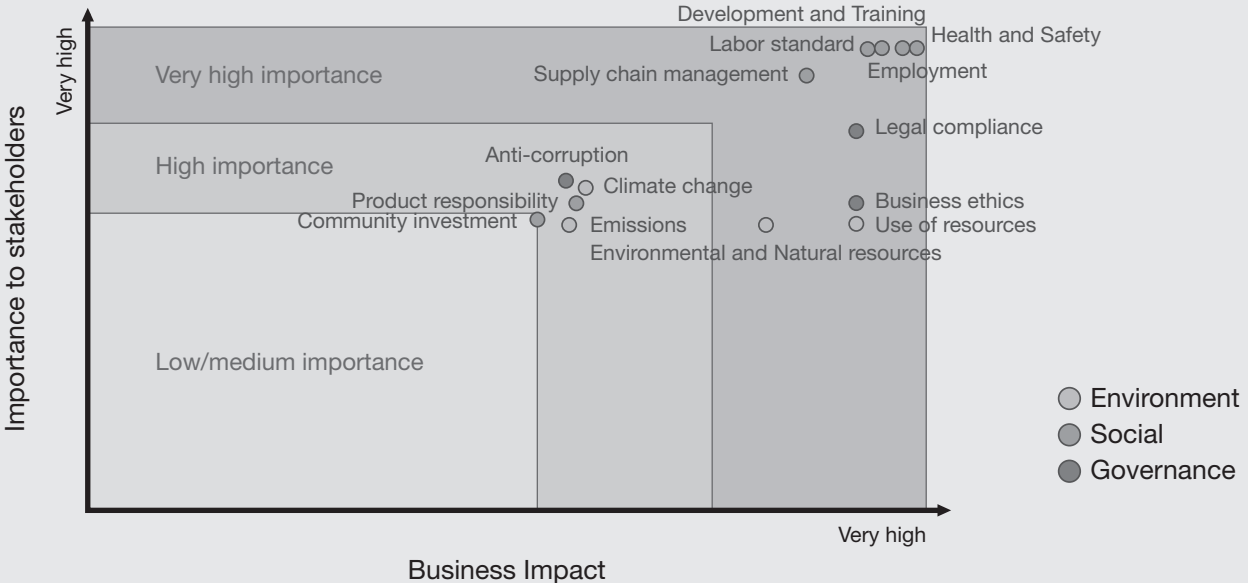 Development and Training
Very high
Health and Safety
Labor standard
Very high importance
Supply chain management
Employment
Importance to stakeholders
Legal compliance
High importance
Anti-corruption
Climate change
Product responsibility
Business ethics
Community investment
Emissions
Use of resources
Environmental and Natural resources
Low/medium importance
Environment
Social
Governance
Very high
Business Impact